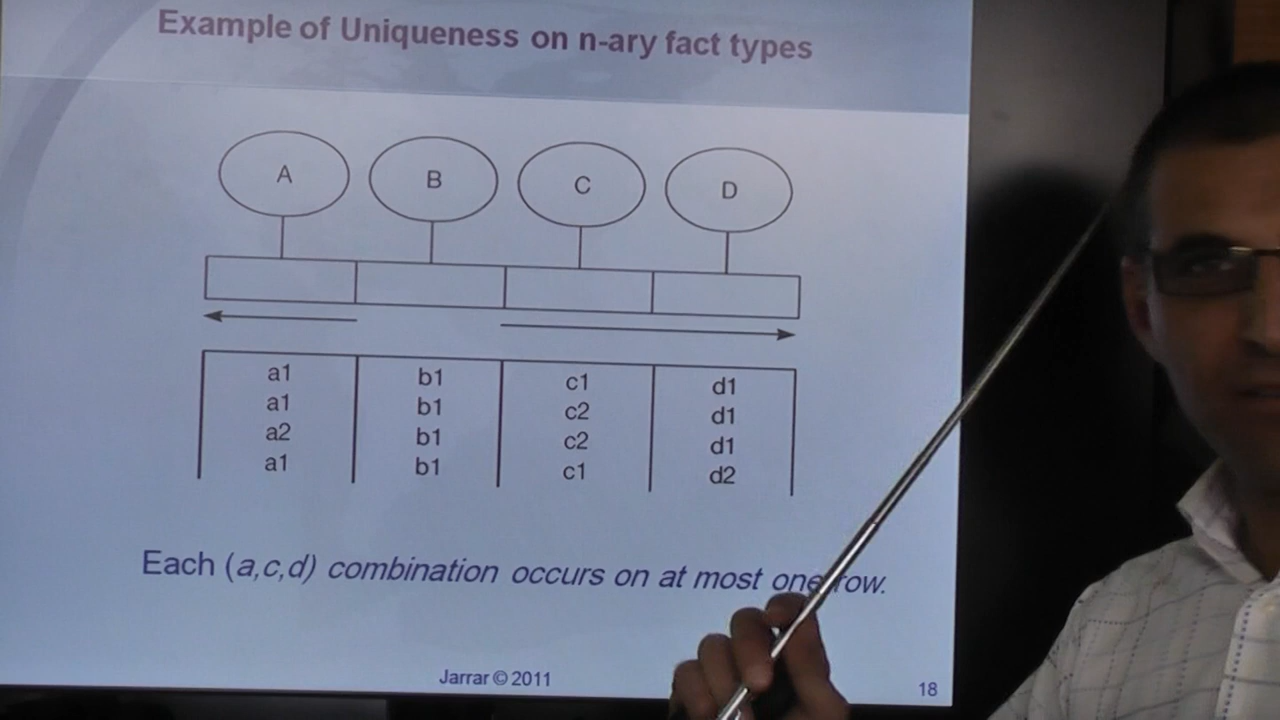 Example of Uniqueness on n-ary fact types
A B C D
a1 b1 c1 d1
a1 b1 c2 d1
a2 b1 c2 d1
a1 b1 c1 d2
Each (a,c,d) combination occurs on at most one row.
Jarrar © 2011
18